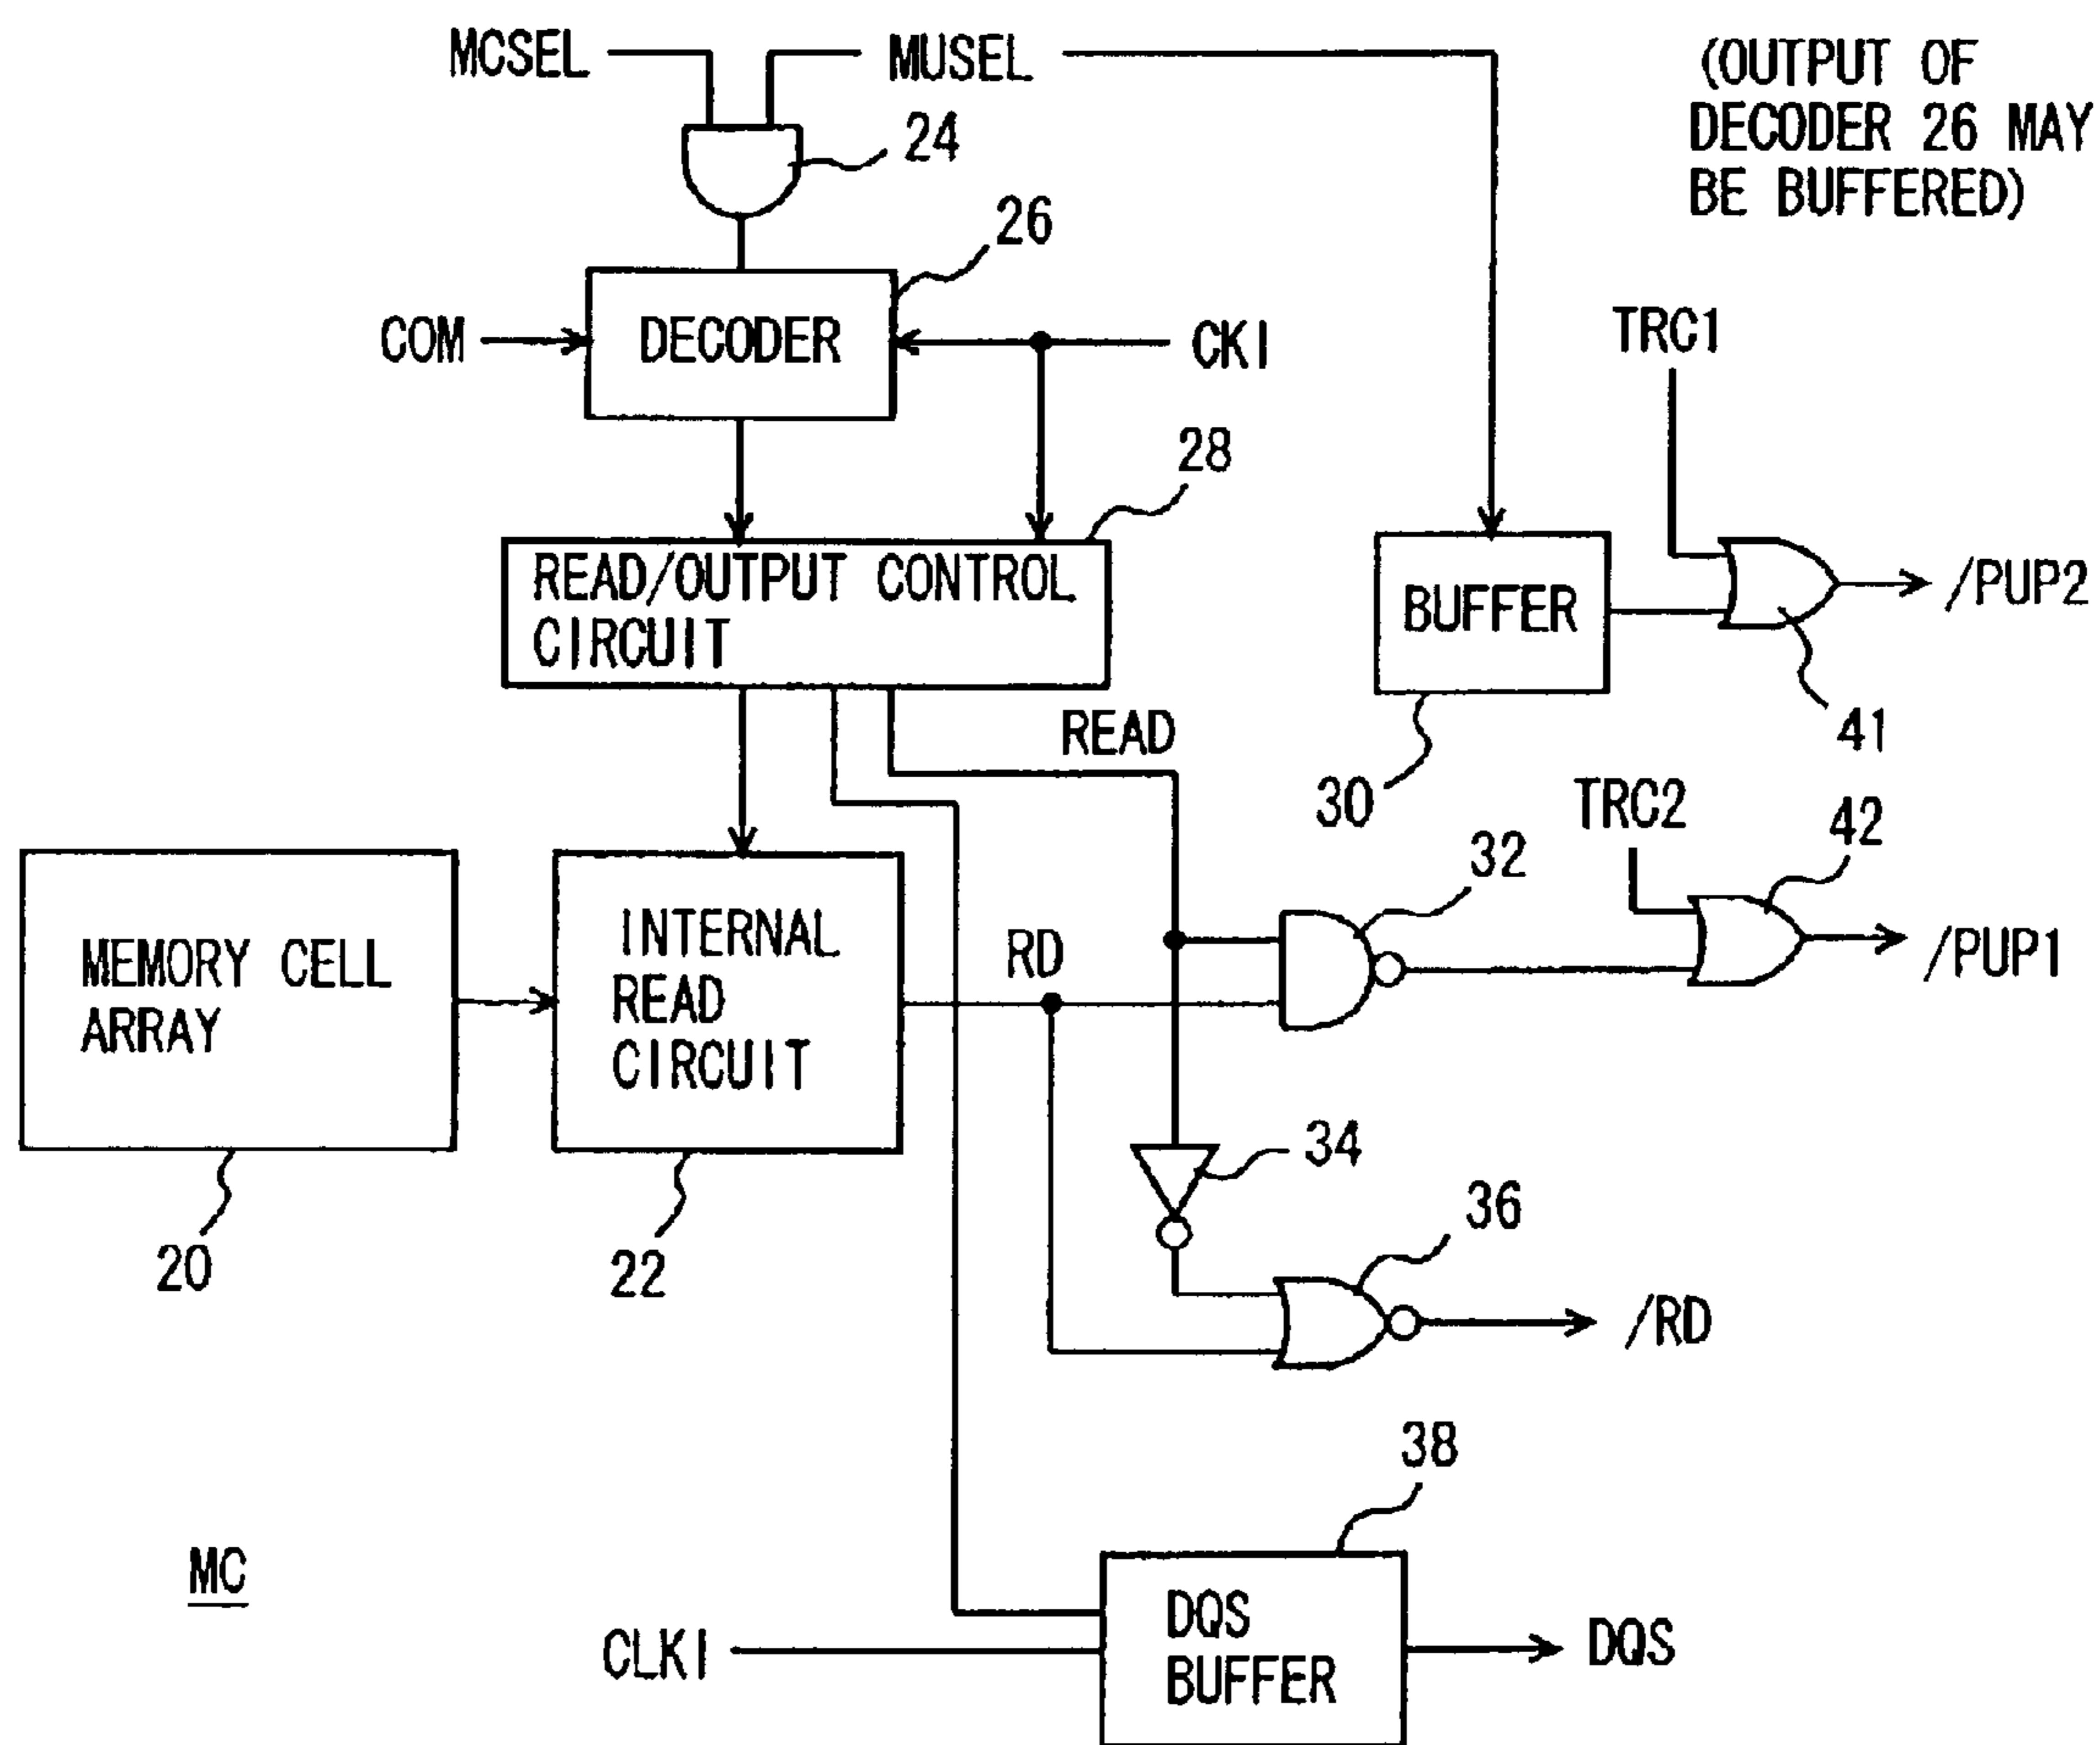 MCSEL
MUSEL
(OUTPUT OF
DECODER 26 MAY
BE BUFFERED)
24
26
COM
DECODER
CKI
TRC1
28
READ/OUTPUT CONTROL
CIRCUIT
BUFFER
/PUP2
READ
41
30
TRC2
42
32
MEMORY CELL
ARRAY
INTERNAL
READ
CIRCUIT
RD
/PUP1
34
20
22
36
/RD
38
MC
CLKI
DQS
BUFFER
DQS